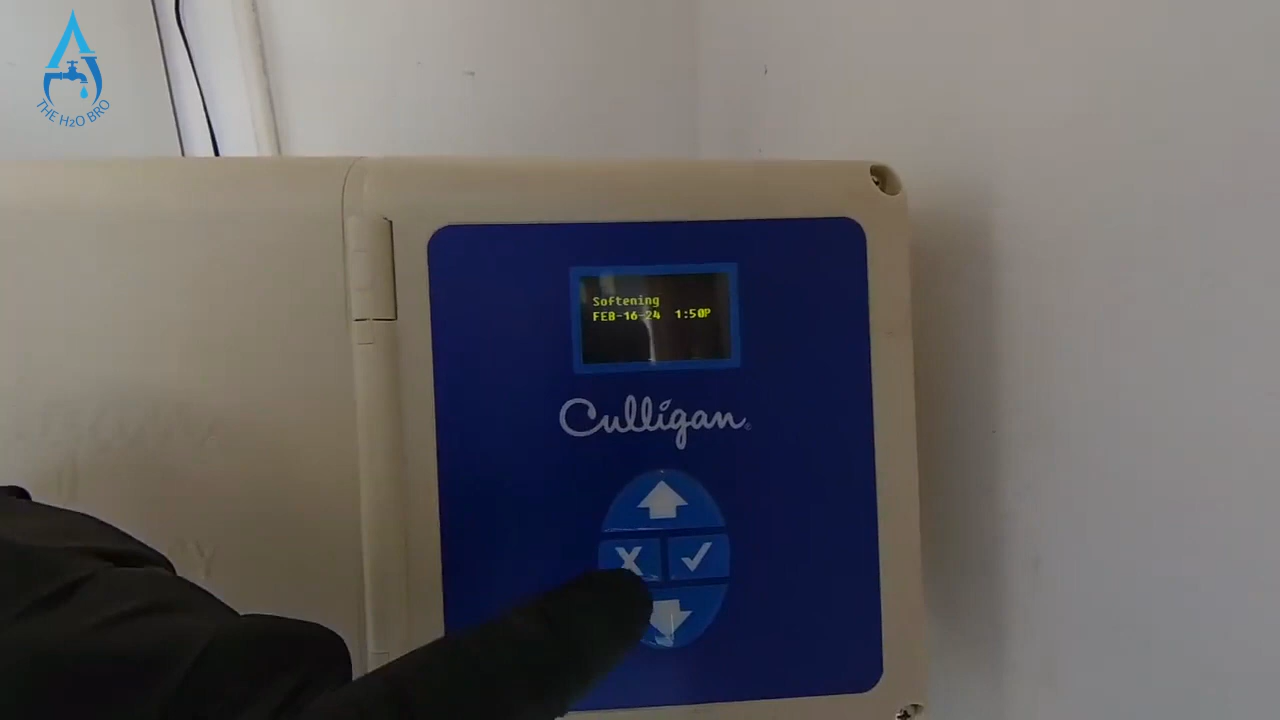 THE H₂O BRO
Softening
FEB-16-24 1:50P
Culligan®
X